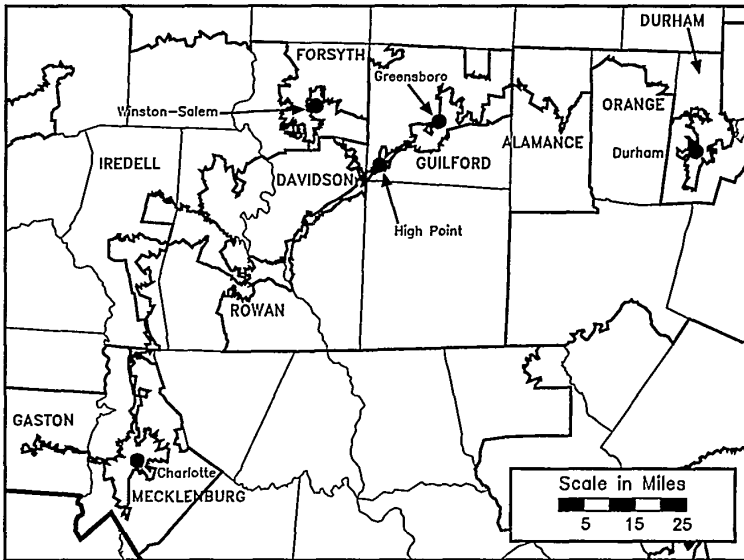 DURHAM
FORSYTH
Greensboro
Winston-Salem
ORANGE
ALAMANCE
IREDELL
GUILFORD
Durham
DAVIDSON
High Point
ROWAN
GASTON
Charlotte
MECKLENBURG
Scale in Miles
5 15 25